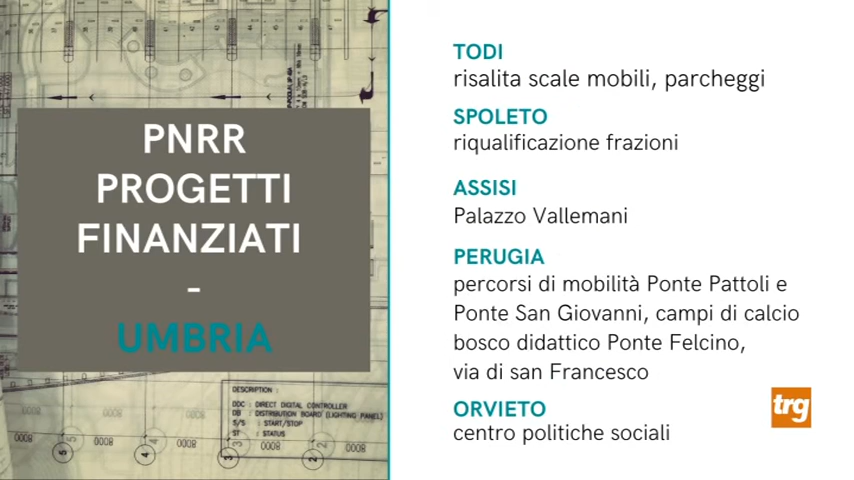 PNRR
PROGETTI
FINANZIATI
-
UMBRIA
DESCRIPTION :
DDC : DIRECT DIGITAL CONTROLLER
DB : DISTRIBUTION BOARD (LIGHTING PANEL)
S/S : START/STOP
ST : STATUS
TODI
risalita scale mobili, parcheggi
SPOLETO
riqualificazione frazioni
ASSISI
Palazzo Vallemani
PERUGIA
percorsi di mobilità Ponte Pattoli e
Ponte San Giovanni, campi di calcio
bosco didattico Ponte Felcino,
via di san Francesco
ORVIETO
centro politiche sociali
trg